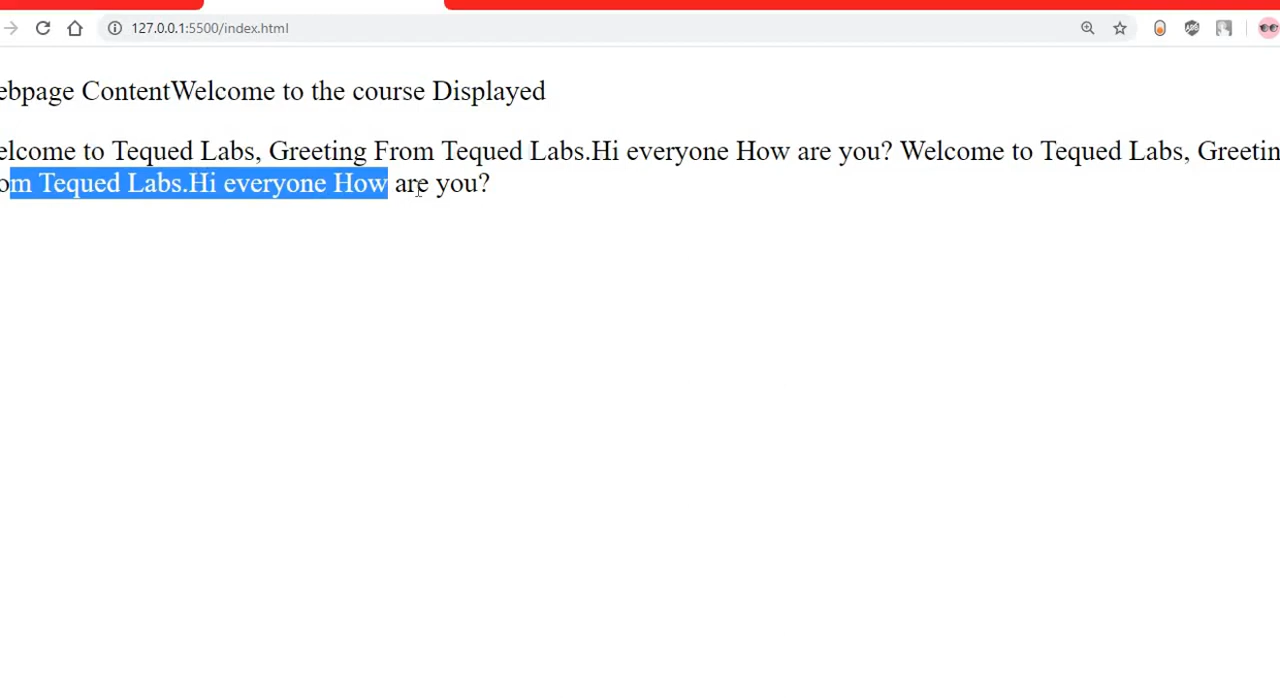 127.0.0.1:5500/index.html
ebpage ContentWelcome to the course Displayed
elcome to Tequed Labs, Greeting From Tequed Labs.Hi everyone How are you? Welcome to Tequed Labs, Greetin
om Tequed Labs.Hi everyone How are you?